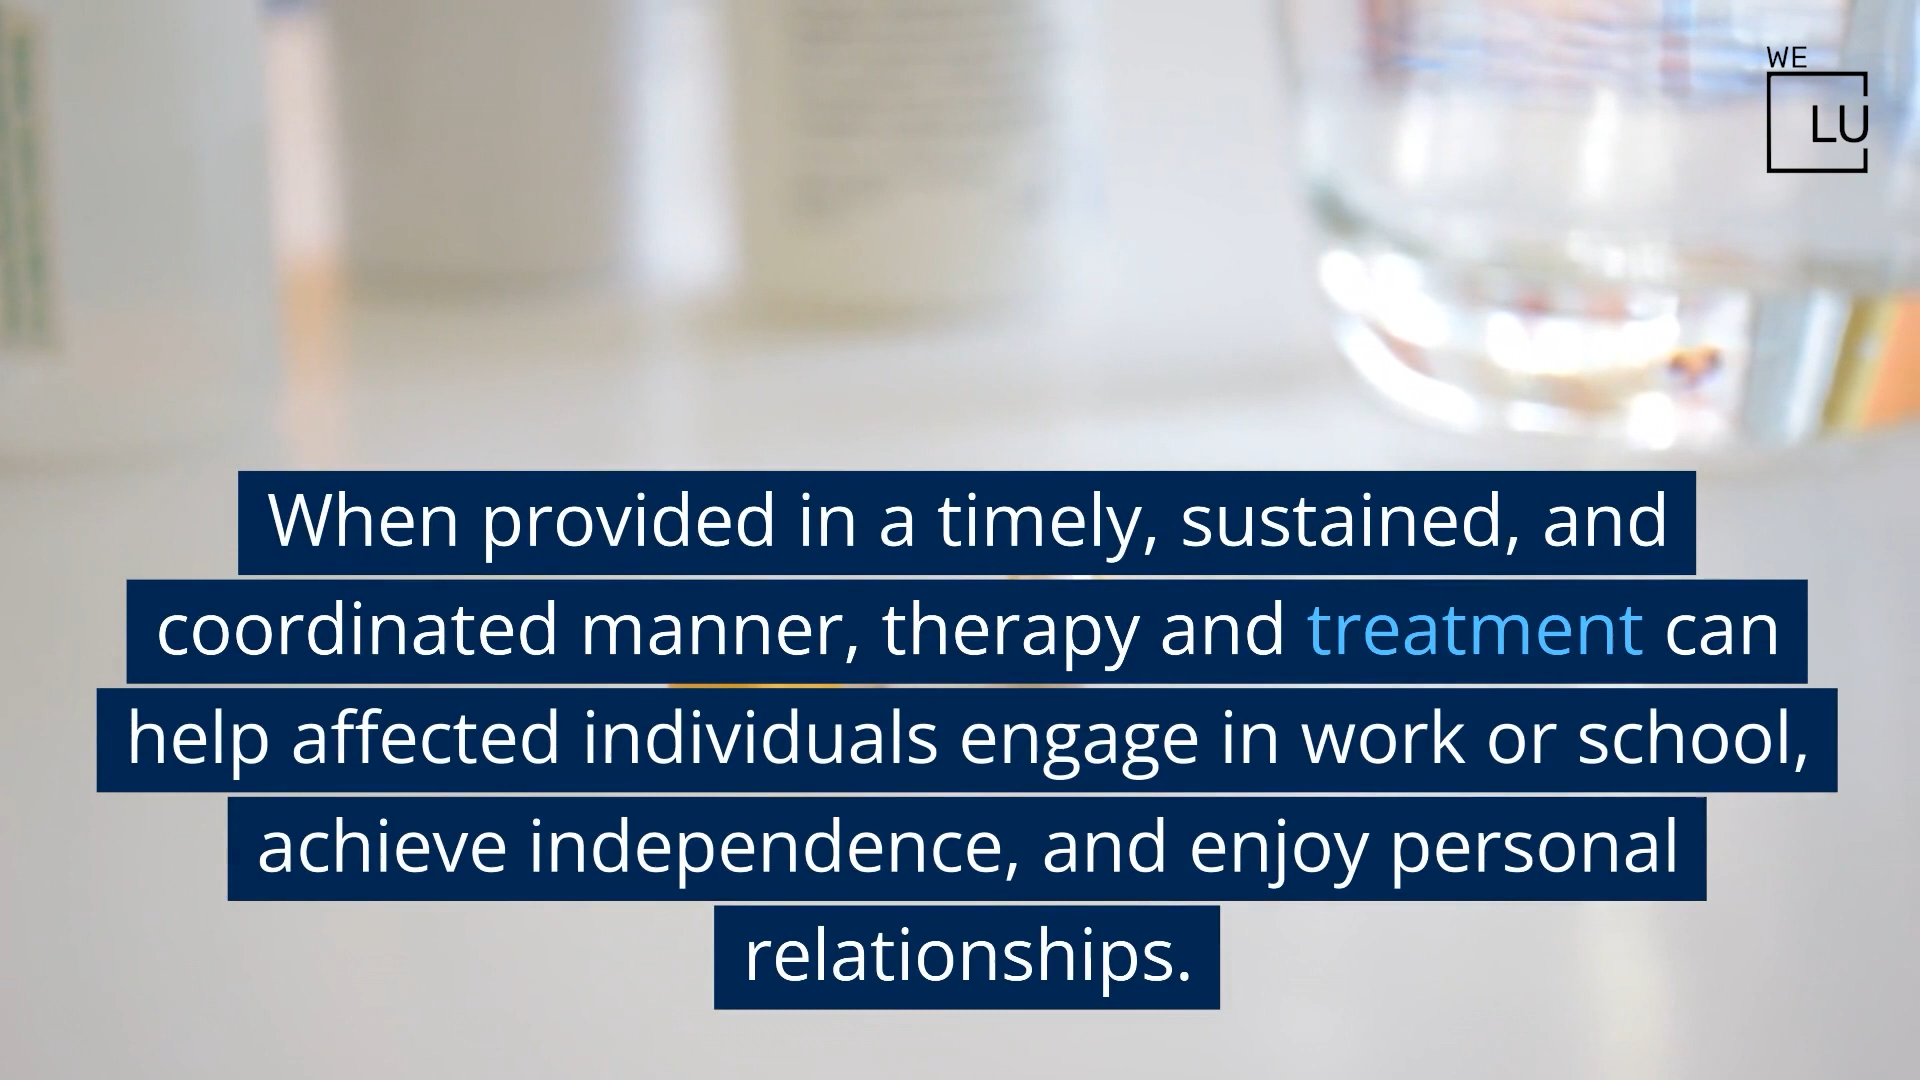 WE
LU
When provided in a timely, sustained, and
coordinated manner, therapy and treatment can
help affected individuals engage in work or school,
achieve independence, and enjoy personal
relationships.